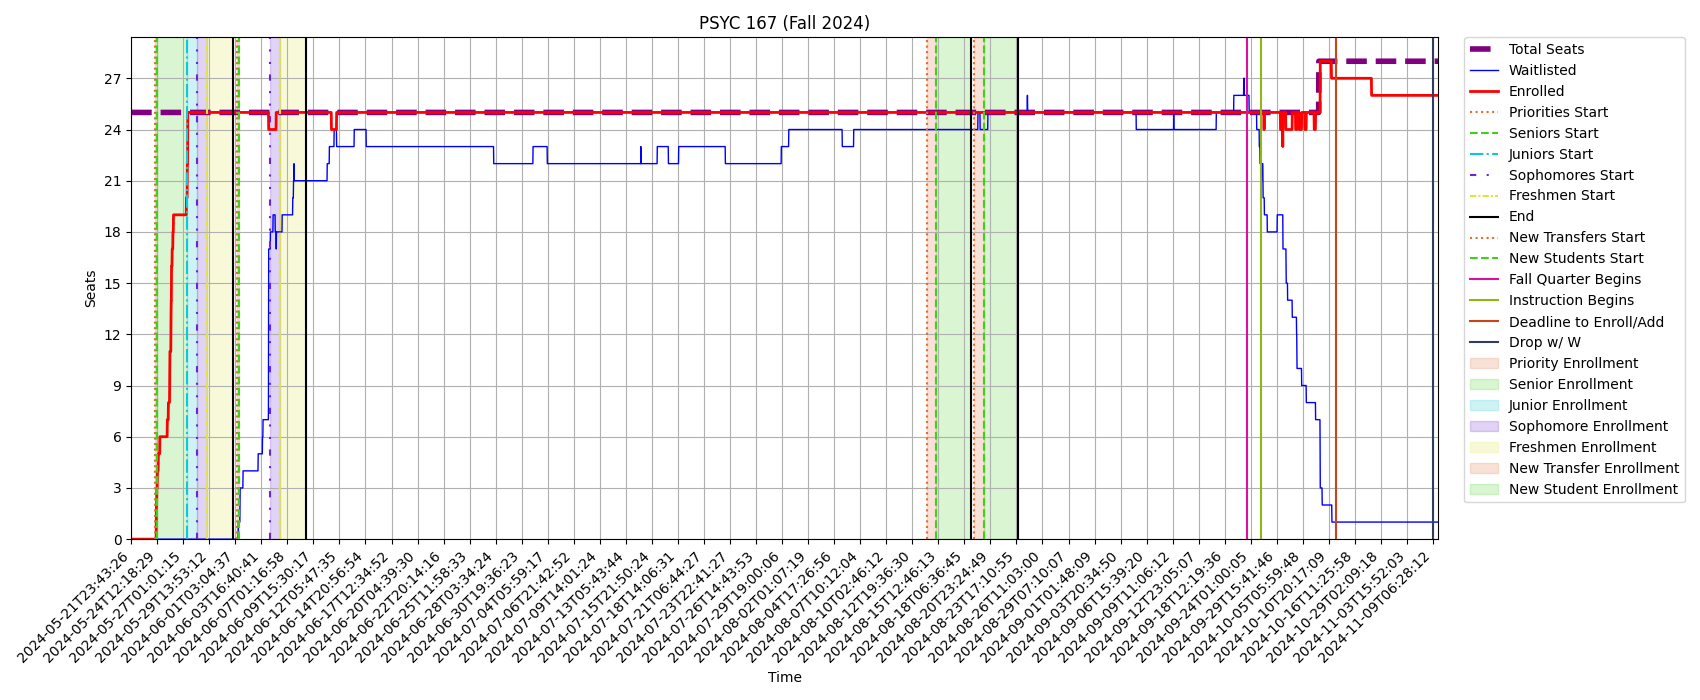 PSYC 167 (Fall 2024)
Seats
27
24
21
18
15
12
9
6
3
0
2024-05-21T23:43:26
2024-05-24T12:18:29
2024-05-27T01:01:15
2024-05-29T13:53:12
2024-06-01T03:04:37
2024-06-03T16:40:41
2024-06-07T01:16:58
2024-06-09T15:30:17
2024-06-12T05:47:35
2024-06-14T20:56:54
2024-06-17T12:34:52
2024-06-20T04:39:30
2024-06-22T20:14:16
2024-06-25T11:58:33
2024-06-28T03:34:24
2024-06-30T19:36:23
2024-07-04T05:59:17
2024-07-06T21:42:52
2024-07-09T14:01:24
2024-07-13T05:43:44
2024-07-15T21:50:24
2024-07-18T14:06:31
2024-07-21T06:44:27
2024-07-23T22:41:27
2024-07-26T14:43:53
2024-07-29T19:00:06
2024-08-02T01:07:19
2024-08-04T17:26:56
2024-08-07T10:12:04
2024-08-10T02:46:12
2024-08-12T19:36:30
2024-08-15T12:46:13
2024-08-18T06:36:45
2024-08-20T23:24:49
2024-08-23T17:10:55
2024-08-26T11:03:00
2024-08-29T07:10:07
2024-09-01T01:48:09
2024-09-03T20:34:50
2024-09-06T15:39:20
2024-09-09T11:06:12
2024-09-12T23:05:07
2024-09-18T12:19:36
2024-09-24T01:00:05
2024-09-29T15:41:46
2024-10-05T05:59:48
2024-10-10T20:17:09
2024-10-16T11:25:58
2024-10-29T02:09:18
2024-11-03T15:52:03
2024-11-09T06:28:12
Time
Total Seats
Waitlisted
Enrolled
Priorities Start
Seniors Start
Juniors Start
Sophomores Start
Freshmen Start
End
New Transfers Start
New Students Start
Fall Quarter Begins
Instruction Begins
Deadline to Enroll/Add
Drop w/ W
Priority Enrollment
Senior Enrollment
Junior Enrollment
Sophomore Enrollment
Freshmen Enrollment
New Transfer Enrollment
New Student Enrollment